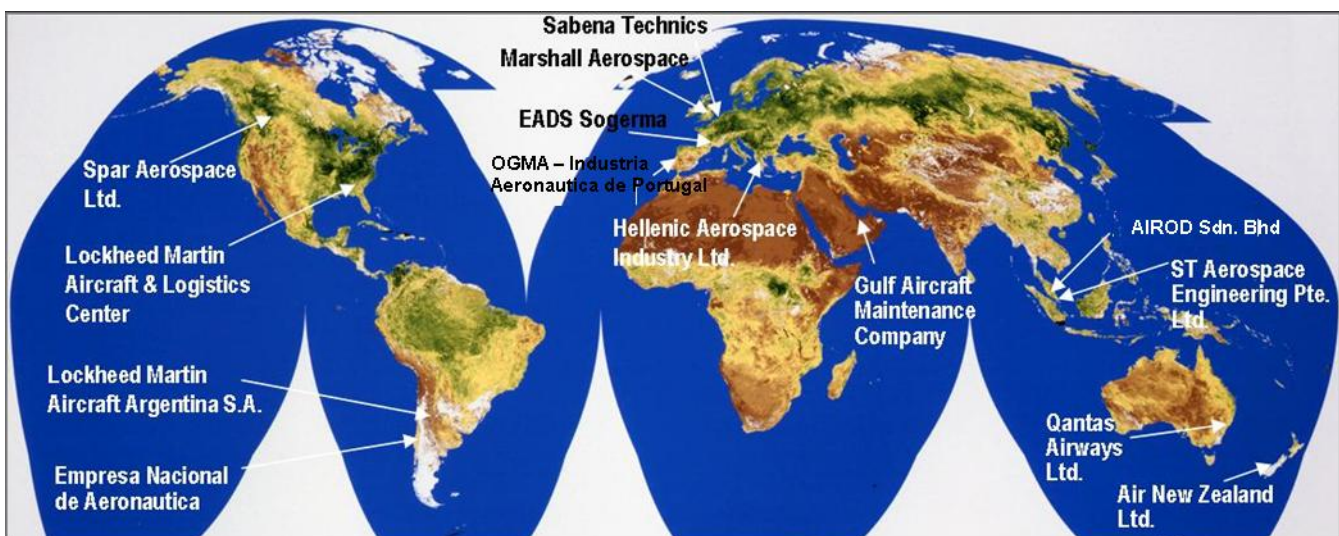 Sabena Technics
Marshall Aerospace
EADS Sogerma
OGMA – Industria
Aeronautica de Portugal
Spar Aerospace
Ltd.
Lockheed Martin
Aircraft & Logistics
Center
Lockheed Martin
Aircraft Argentina S.A.
Empresa Nacional
de Aeronautica
Hellenic Aerospace
Industry Ltd.
Gulf Aircraft
Maintenance
Company
AIROD Sdn. Bhd
ST Aerospace
Engineering Pte.
Ltd.
Qantas
Airways
Ltd.
Air New Zealand
Ltd.